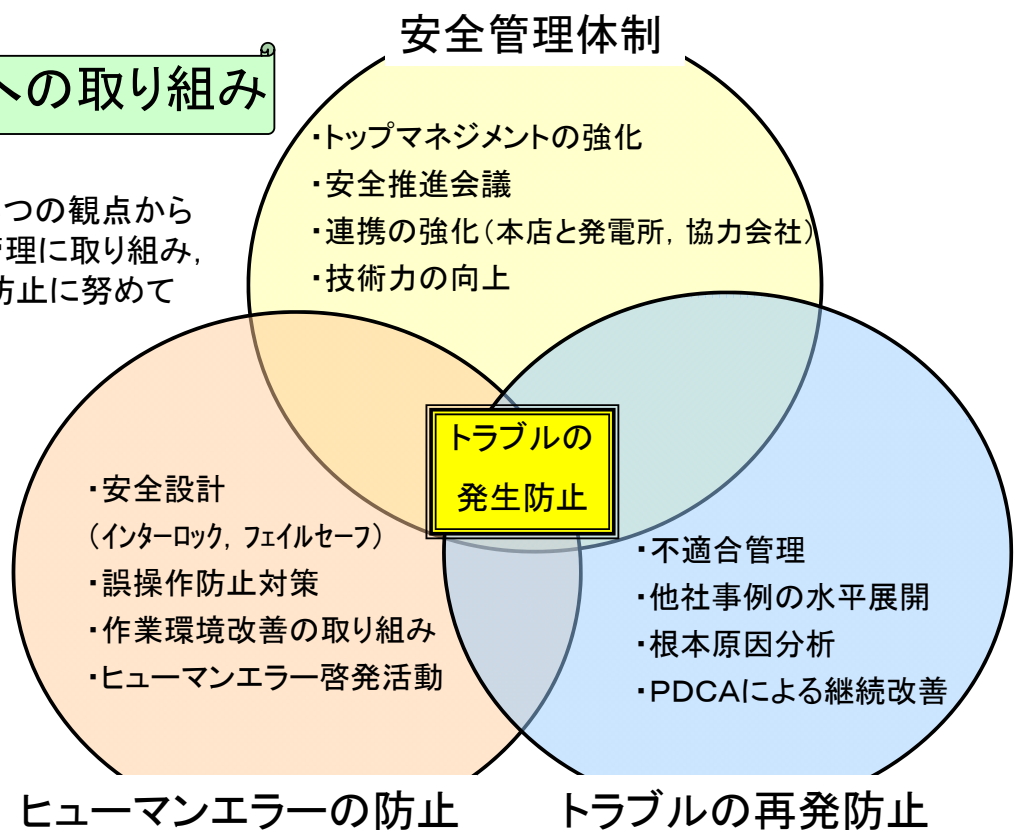 安全管理体制
への取り組み
・トップマネジメントの強化
・安全推進会議
・連携の強化(本店と発電所,協力会社)
・技術力の向上
つの観点から
管理に取り組み,
防止に努めて
トラブルの
発生防止
・安全設計
(インターロック,フェイルセーフ)
・誤操作防止対策
・作業環境改善の取り組み
・ヒューマンエラー啓発活動
・不適合管理
・他社事例の水平展開
・根本原因分析
・PDCAによる継続改善
ヒューマンエラーの防止
トラブルの再発防止